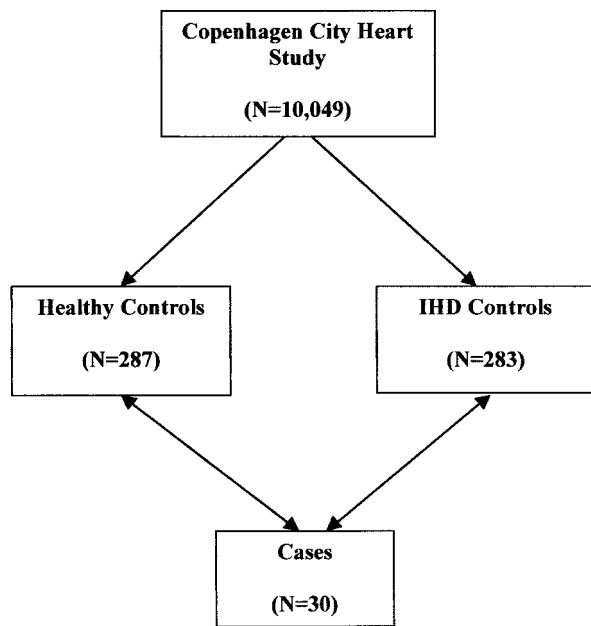 Copenhagen City Heart
Study
(N=10,049)
Healthy Controls
(N=287)
IHD Controls
(N=283)
Cases
(N=30)